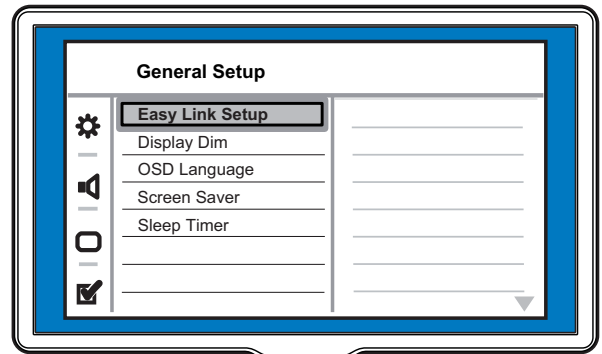 General Setup
Easy Link Setup
Display Dim
OSD Language
Screen Saver
Sleep Timer